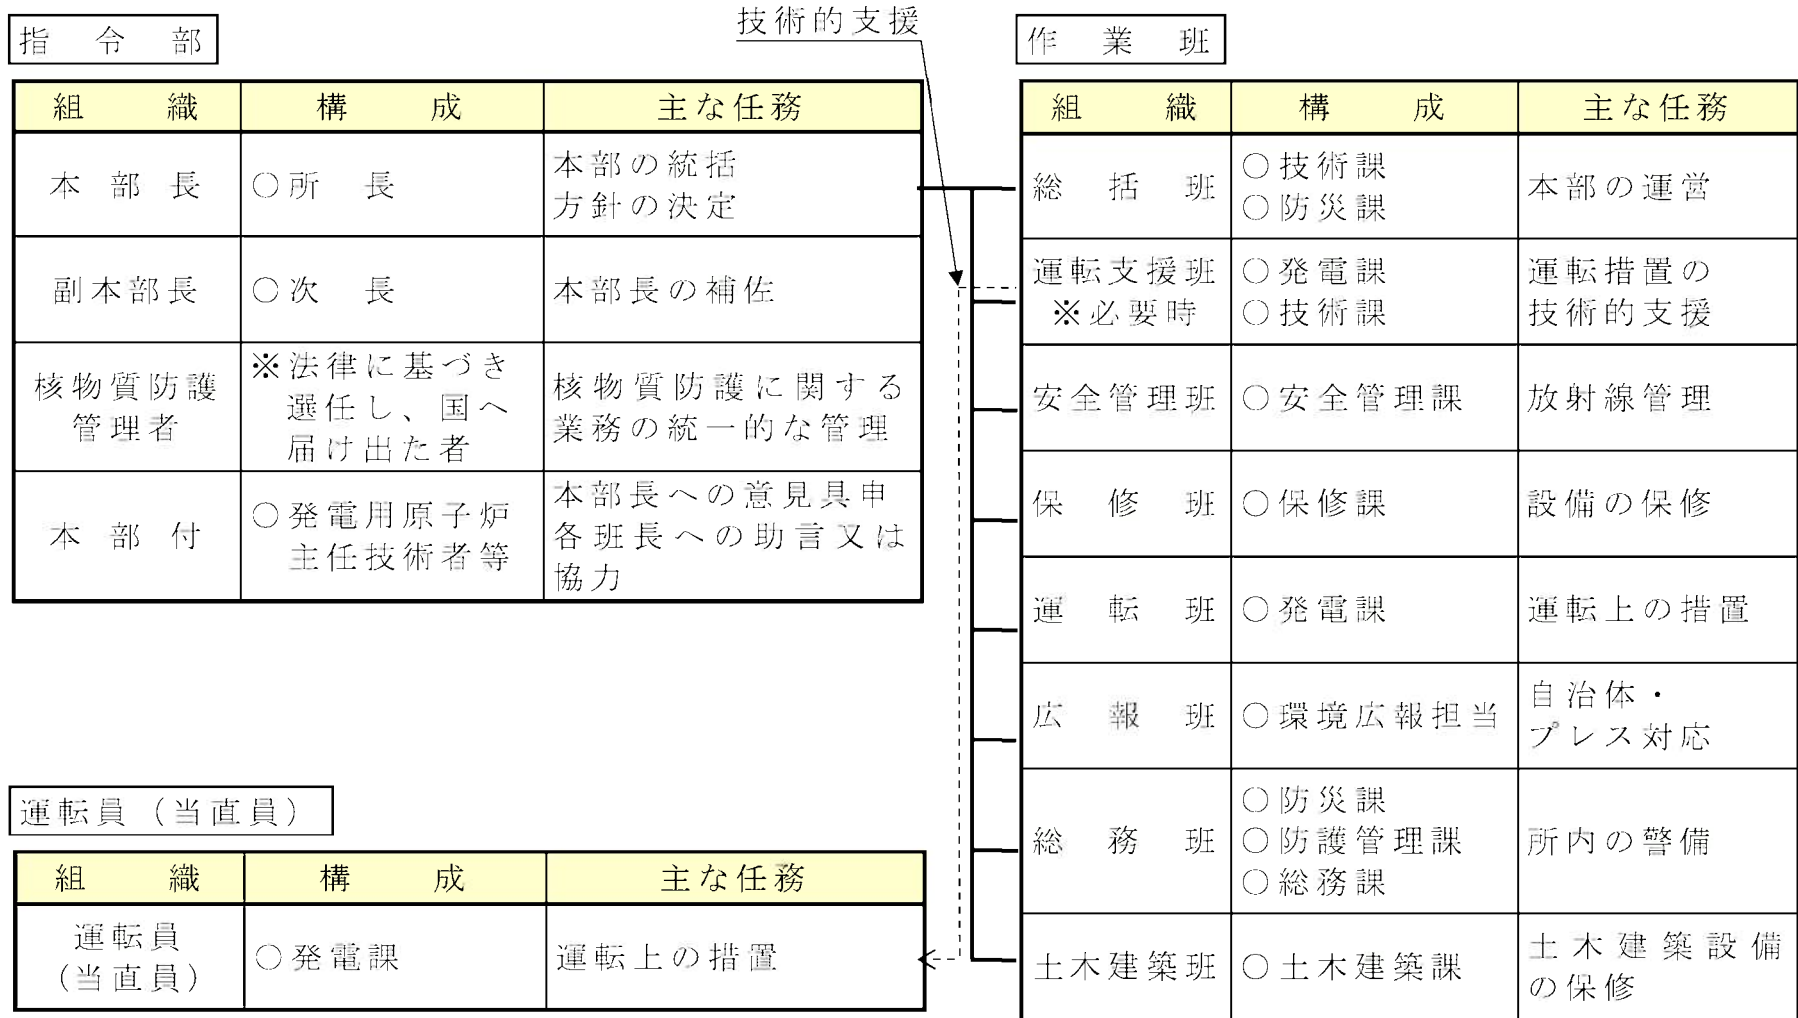 指令部
組織 構成 主な任務
本部長 ○所長 本部の統括
方針の決定
副本部長 ○次長 本部長の補佐
核物質防護
管理者
※法律に基づき
選任し、国へ
届け出た者
核物質防護に関する
業務の統一的な管理
本部付
○発電用原子炉
主任技術者等
本部長への意見具申
各班長への助言又は
協力
技術的支援
運転員（当直員）
組織 構成 主な任務
運転員
（当直員）
○発電課
運転上の措置
作業班
組織 構成 主な任務
総括班
○技術課
○防災課
本部の運営
運転支援班
※必要時
○発電課
○技術課
運転措置の
技術的支援
安全管理班 ○安全管理課 放射線管理
保修班 ○保修課 設備の保修
運転班 ○発電課 運転上の措置
広報班 ○環境広報担当
自治体・
プレス対応
総務班
○防災課
○防護管理課
○総務課
所内の警備
土木建築班 ○土木建築課
土木建築設備
の保修